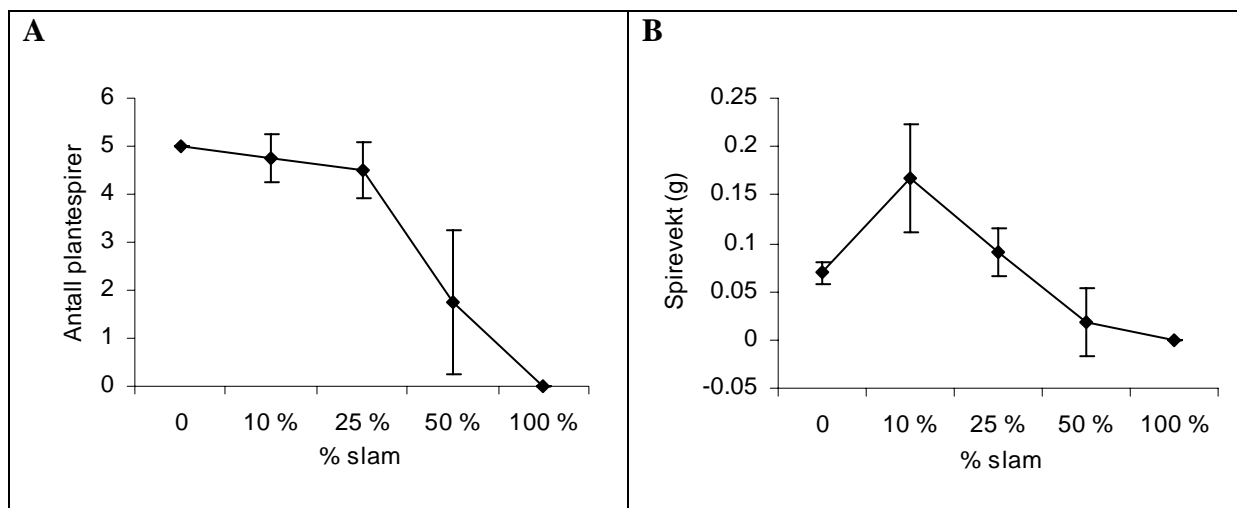 A
6
5
4
3
2
1
0
Antall plantespirer
0 10 % 25 % 50 % 100 %
% slam
B
0.25
0.2
0.15
0.1
0.05
0
-0.05
Spirevekt (g)
0 10 % 25 % 50 % 100 %
% slam